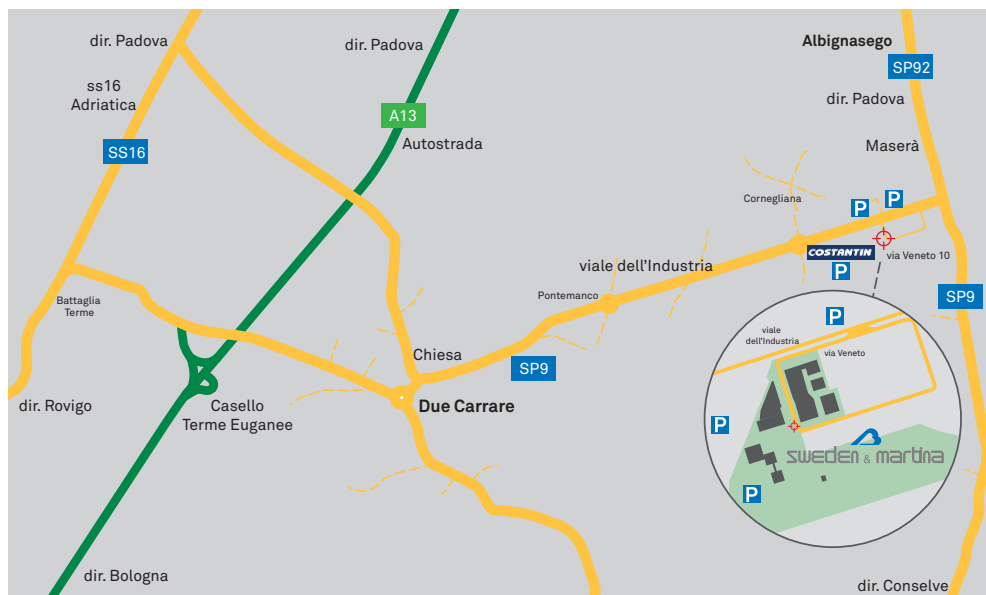 dir. Padova
dir. Padova
Albignasego
SP92
ss16
Adriatica
dir. Padova
A13
Autostrada
SS16
Maserà
Cornegliana
P
P
COSTANTIN
via Veneto 10
P
viale dell'Industria
Battaglia
Terme
Pontemanco
SP9
P
viale
dell'Industria
via Veneto
Chiesa
SP9
dir. Rovigo
Casello
Terme Euganee
Due Carrare
P
sweden & martina
P
dir. Bologna
dir. Conselve